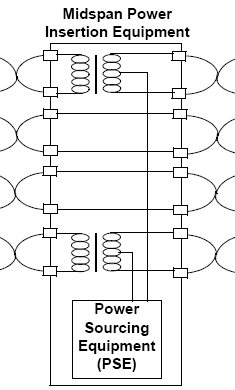 Midspan Power
Insertion Equipment
Power
Sourcing
Equipment
(PSE)